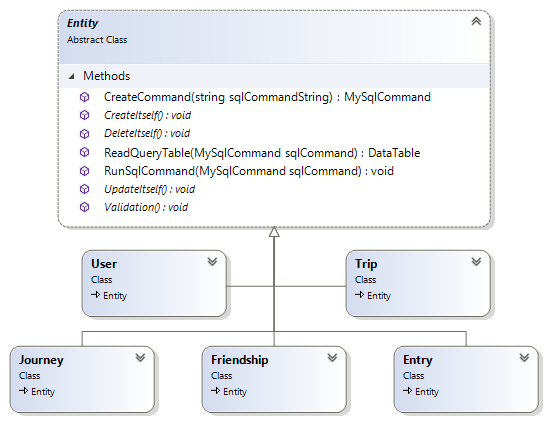 Entity
Abstract Class
Methods
CreateCommand(string sqlCommandString) : MySqlCommand
CreateItself() : void
DeleteItself() : void
ReadQueryTable(MySqlCommand sqlCommand) : DataTable
RunSqlCommand(MySqlCommand sqlCommand) : void
UpdateItself() : void
Validation() : void
User
Class
Entity
Trip
Class
Entity
Journey
Class
Entity
Friendship
Class
Entity
Entry
Class
Entity